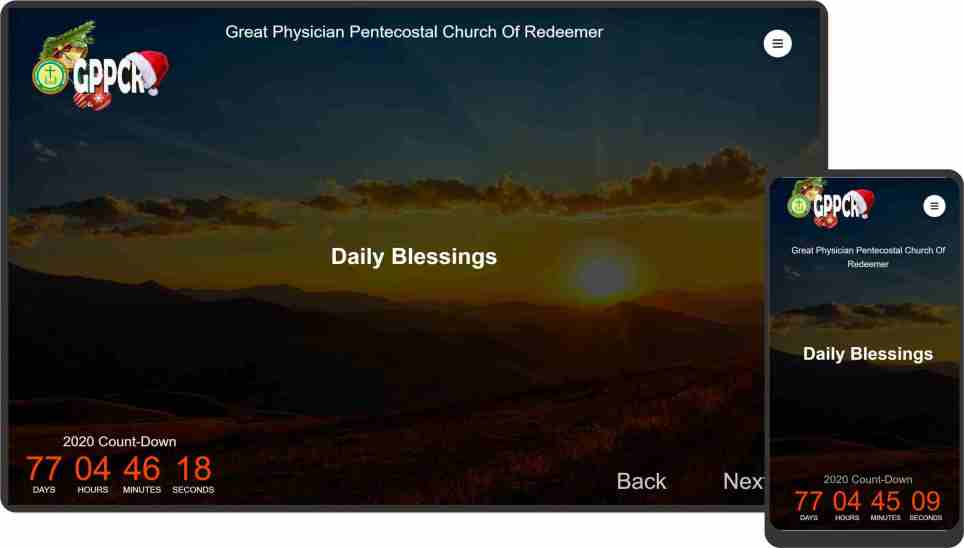 Great Physician Pentecostal Church Of Redeemer
GPPCR
Daily Blessings
2020 Count-Down
77 04 46 18
DAYS HOURS MINUTES SECONDS
Back Next
GPPCR
Great Physician Pentecostal Church Of
Redeemer
Daily Blessings
2020 Count-Down
77 04 45 09
DAYS HOURS MINUTES SECONDS